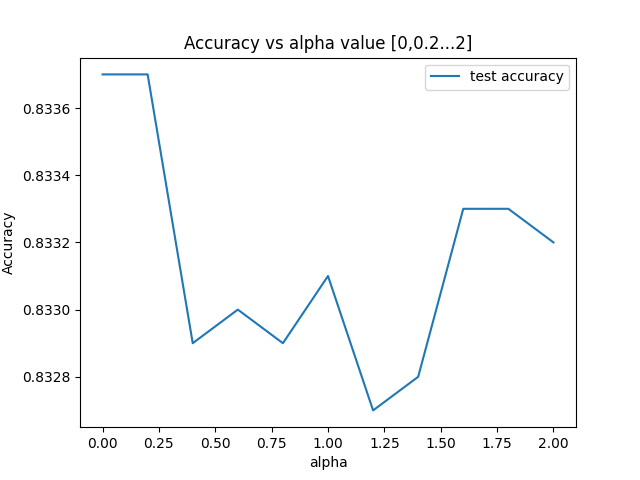 Accuracy vs alpha value [0,0.2...2]
test accuracy
0.8336
0.8334
0.8332
0.8330
0.8328
Accuracy
0.00 0.25 0.50 0.75 1.00 1.25 1.50 1.75 2.00
alpha